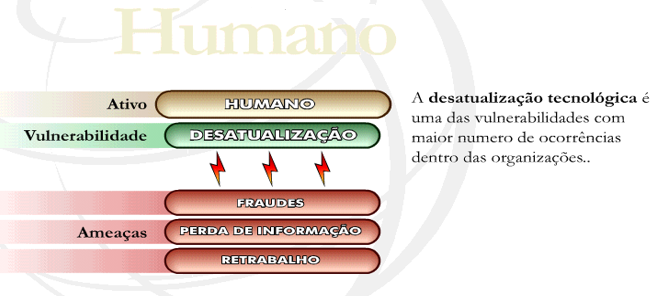 Humano
Ativo HUMANO
Vulnerabilidade DESATUALIZAÇÃO
FRAUDES
Ameaças PERDA DE INFORMAÇÃO
RETRABALHO
A desatualização tecnológica é
uma das vulnerabilidades com
maior numero de ocorrências
dentro das organizações..